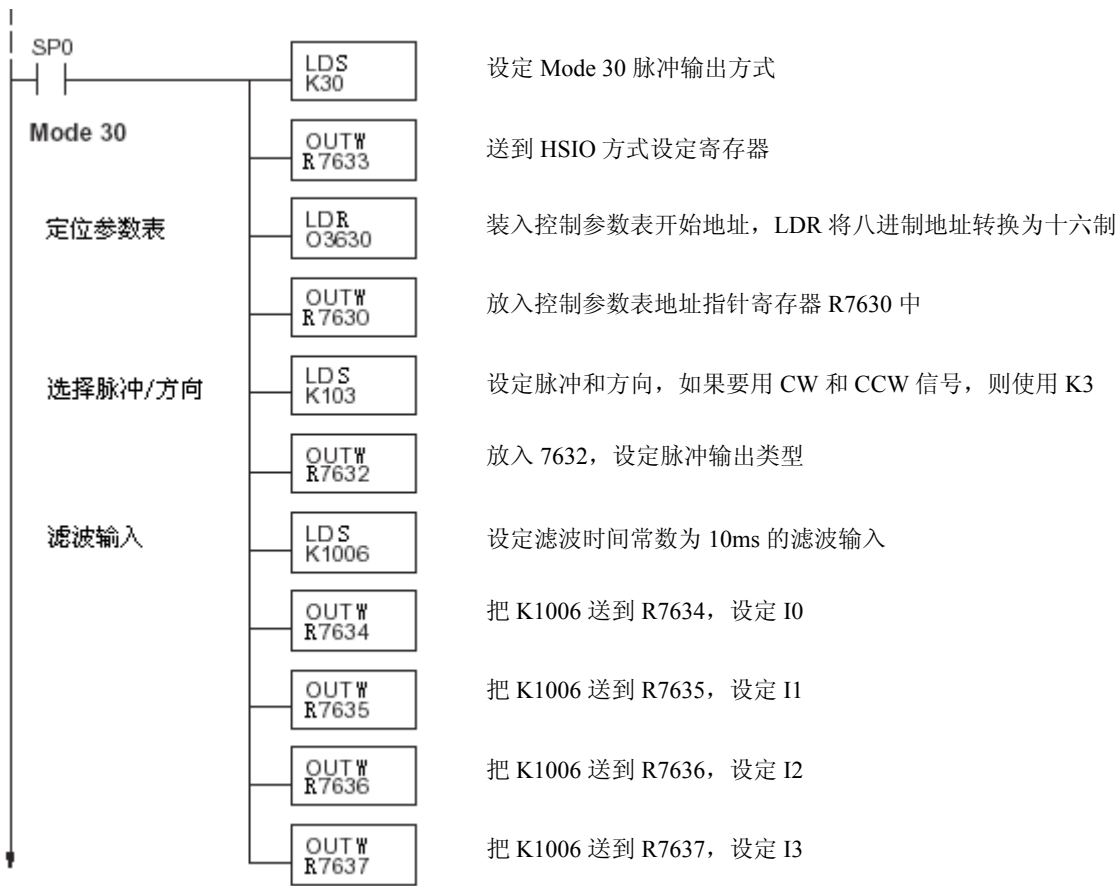 SP0
LDS
K30
设定 Mode 30 脉冲输出方式
Mode 30
OUTW
R7633
送到 HSIO 方式设定寄存器
定位参数表
LDR
O3630
装入控制参数表开始地址，LDR 将八进制地址转换为十六制
OUTW
R7630
放入控制参数表地址指针寄存器 R7630 中
选择脉冲/方向
LDS
K103
设定脉冲和方向，如果要用 CW 和 CCW 信号，则使用 K3
OUTW
R7632
放入 7632，设定脉冲输出类型
滤波输入
LDS
K1006
设定滤波时间常数为 10ms 的滤波输入
OUTW
R7634
把 K1006 送到 R7634，设定 I0
OUTW
R7635
把 K1006 送到 R7635，设定 I1
OUTW
R7636
把 K1006 送到 R7636，设定 I2
OUTW
R7637
把 K1006 送到 R7637，设定 I3